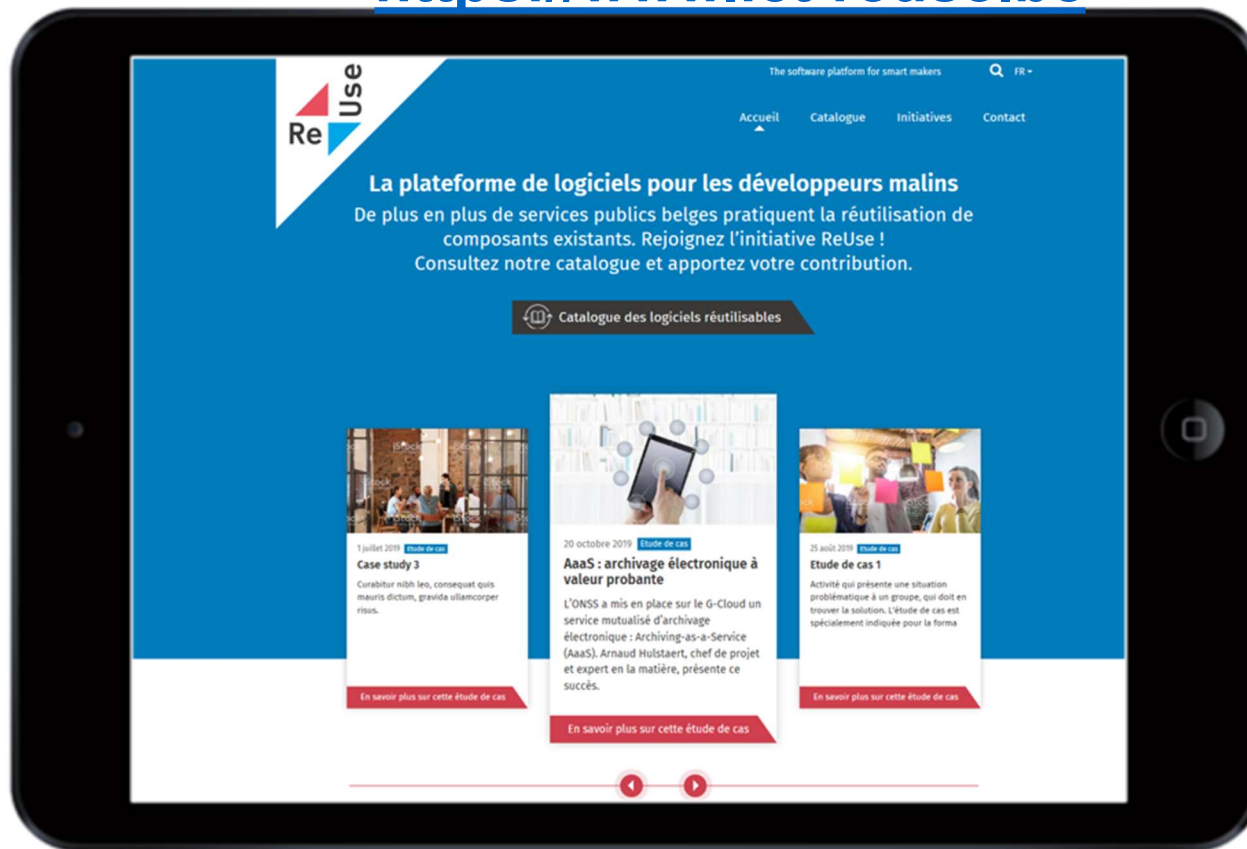 https://www.ict-reuse.be
Re
Use
The software platform for smart makers
FR
Accueil
Catalogue
Initiatives
Contact
La plateforme de logiciels pour les développeurs malins
De plus en plus de services publics belges pratiquent la réutilisation de
composants existants. Rejoignez l'initiative ReUse !
Consultez notre catalogue et apportez votre contribution.
Catalogue des logiciels réutilisables
iStock
1 juillet 2019 Etude de cas
Case study 3
Curabitur nibh leo, consequat quis
mauris dictum, gravida ullamcorper
risus.
En savoir plus sur cette étude de cas
20 octobre 2019 Etude de cas
AaaS : archivage électronique à
valeur probante
L'ONSS a mis en place sur le G-Cloud un
service mutualisé d'archivage
électronique : Archiving-as-a-Service
(AaaS). Arnaud Hulstaert, chef de projet
et expert en la matière, présente ce
succès.
En savoir plus sur cette étude de cas
25 août 2019 Etude de cas
Etude de cas 1
Activité qui présente une situation
problématique à un groupe, qui doit en
trouver la solution. L'étude de cas est
spécialement indiquée pour la forma
En savoir plus sur cette étude de cas